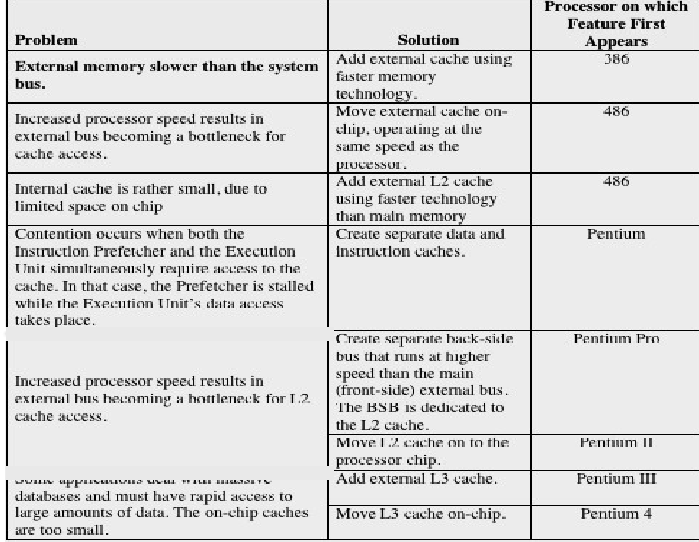 Processor on which
Feature First
Problem Solution Appears
External memory slower than the system
bus.
Add external cache using
faster memory
technology.
386
Increased processor speed results in
external bus becoming a bottleneck for
cache access.
Move external cache on-
chip, operating at the
same speed as the
processor.
486
Internal cache is rather small, due to
limited space on chip
Add external L2 cache
using faster technology
than main memory
486
Contention occurs when both the
Instruction Prefetcher and the Execution
Unit simultaneously require access to the
cache. In that case, the Prefetcher is stalled
while the Execution Unit's data access
takes place.
Create separate data and
instruction caches.
Pentium
Increased processor speed results in
external bus becoming a bottleneck for L2
cache access.
Create separate back-side
bus that runs at higher
speed than the main
(front-side) external bus.
The BSB is dedicated to
the L2 cache.
Pentium Pro
Move L2 cache on to the
processor chip.
Pentium II
Some applications deal with massive
databases and must have rapid access to
large amounts of data. The on-chip caches
are too small.
Add external L3 cache.
Pentium III
Move L3 cache on-chip.
Pentium 4